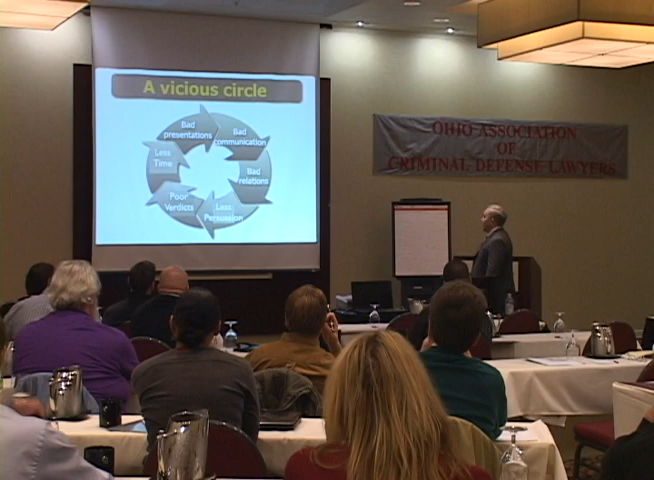 A vicious circle
Bad
presentations
Bad
communication
Bad
relations
Less
Persuasion
Poor
Verdicts
Less
Time
OHIO ASSOCIATION
OF
CRIMINAL DEFENSE LAWYERS